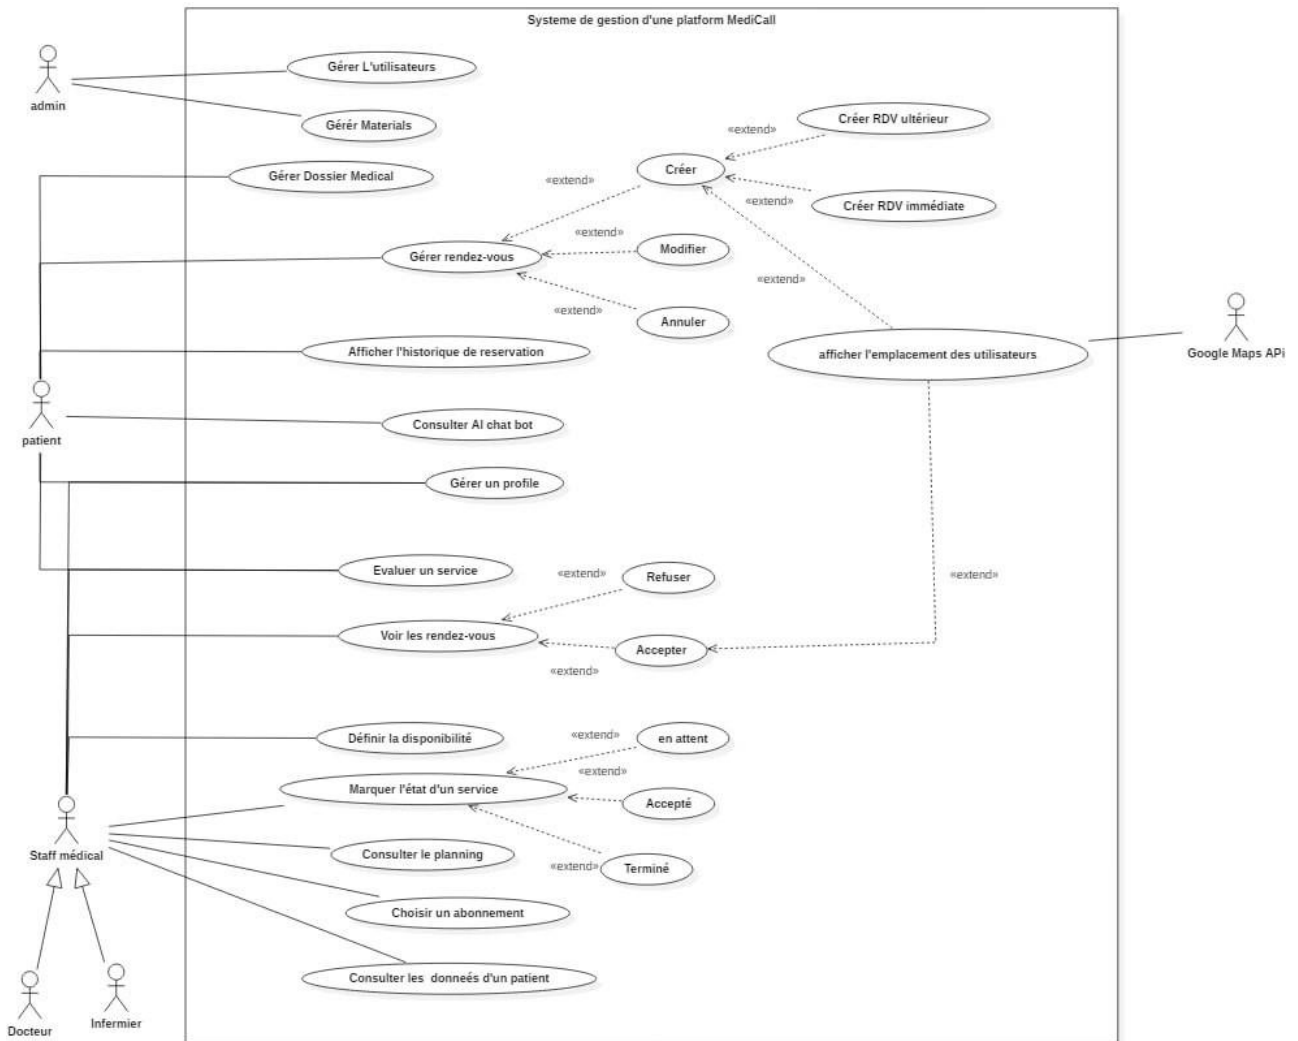 Systeme de gestion d'une platform MediCall
admin
Gérer L'utilisateurs
Gérér Materials
Gérer Dossier Medical
Créer RDV ultérieur
«extend»
Créer
«extend»
Créer RDV immédiate
«extend»
«extend»
Modifier
Gérer rendez-vous
«extend»
«extend»
Annuler
Afficher l'historique de reservation
afficher l'emplacement des utilisateurs
Google Maps APi
patient
Consulter AI chat bot
Gérer un profile
Evaluer un service
«extend»
Refuser
«extend»
Voir les rendez-vous
Accepter
«extend»
Définir la disponibilité
«extend»
en attent
«extend»
Marquer l'état d'un service
Accepté
Staff médical
Consulter le planning
«extend»
Terminé
Choisir un abonnement
Consulter les donneés d'un patient
Docteur
Infermier